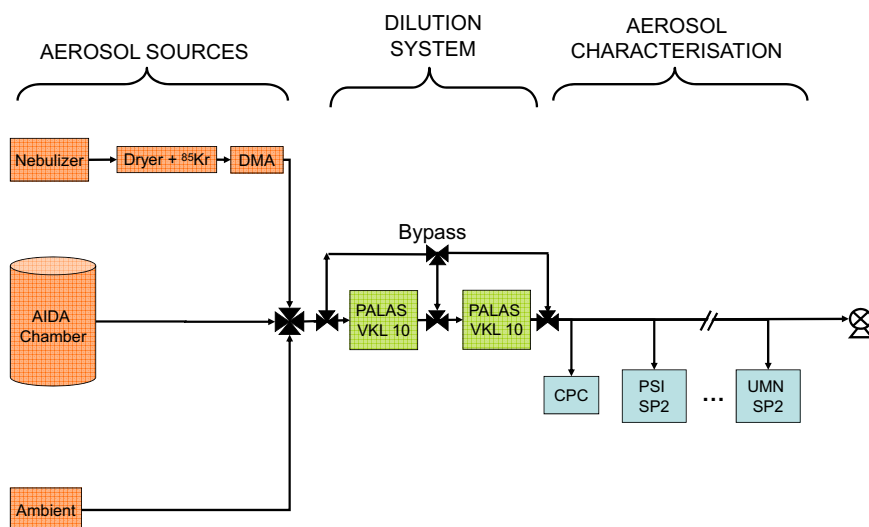 AEROSOL SOURCES
DILUTION
SYSTEM
AEROSOL
CHARACTERISATION
Nebulizer
Dryer + ⁸⁵Kr
DMA
Bypass
AIDA
Chamber
PALAS
VKL 10
PALAS
VKL 10
CPC
PSI
SP2
...
UMN
SP2
Ambient